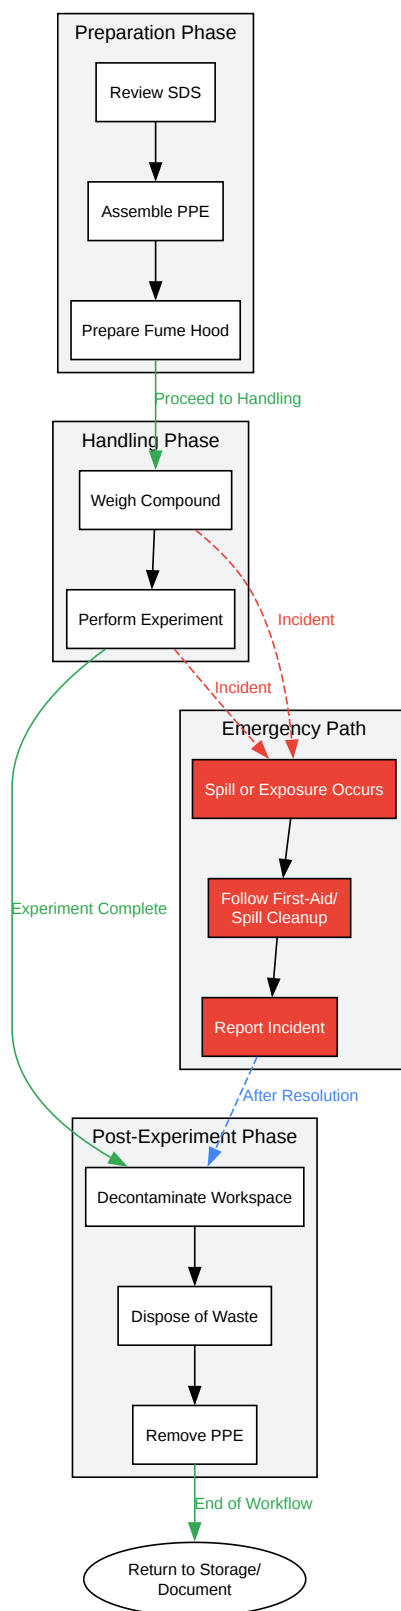 Preparation Phase
Review SDS
Assemble PPE
Prepare Fume Hood
Proceed to Handling
Handling Phase
Weigh Compound
Perform Experiment
Incident
Incident
Emergency Path
Spill or Exposure Occurs
Follow First-Aid/
Spill Cleanup
Experiment Complete
Report Incident
After Resolution
Post-Experiment Phase
Decontaminate Workspace
Dispose of Waste
Remove PPE
End of Workflow
Return to Storage/
Document